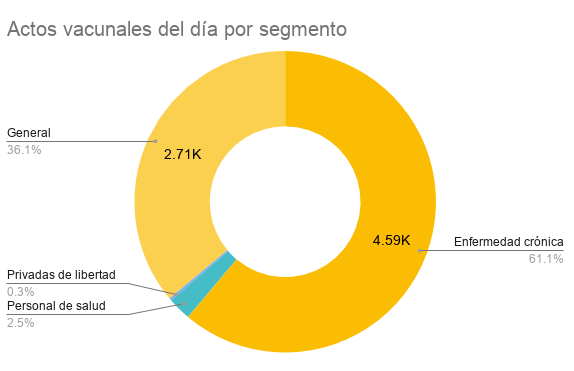 Actos vacunales del día por segmento
General
36.1%
2.71K
4.59K
Enfermedad crónica
61.1%
Privadas de libertad
0.3%
Personal de salud
2.5%